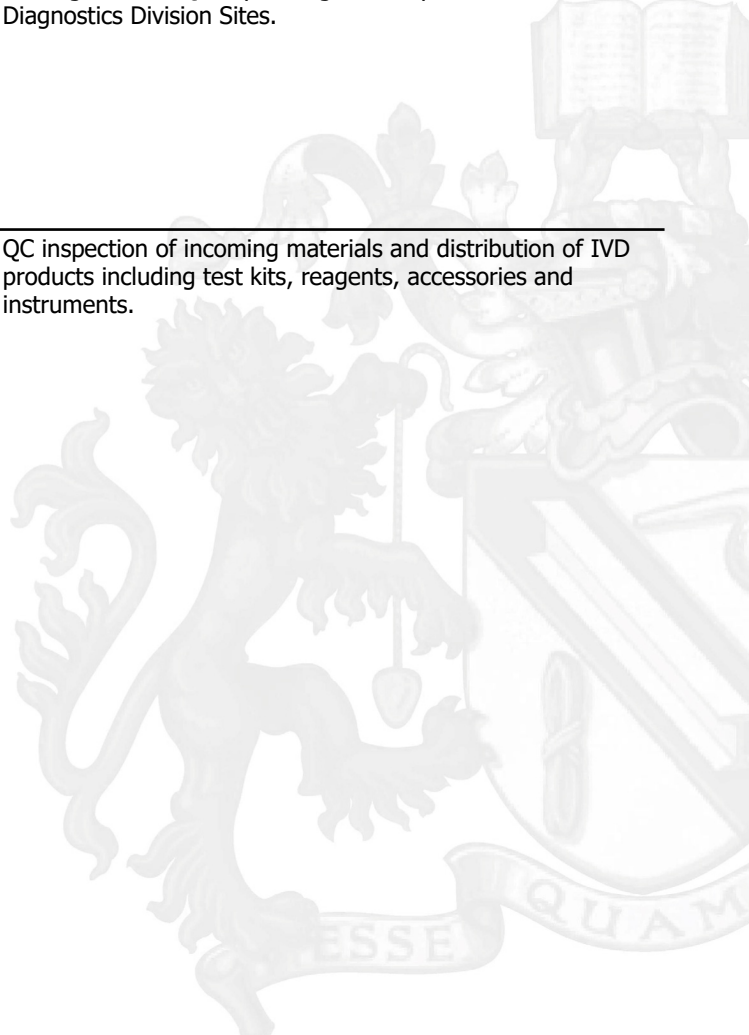 Diagnostics Division Sites.
QC inspection of incoming materials and distribution of IVD
products including test kits, reagents, accessories and
instruments.
ESSE
QUAM